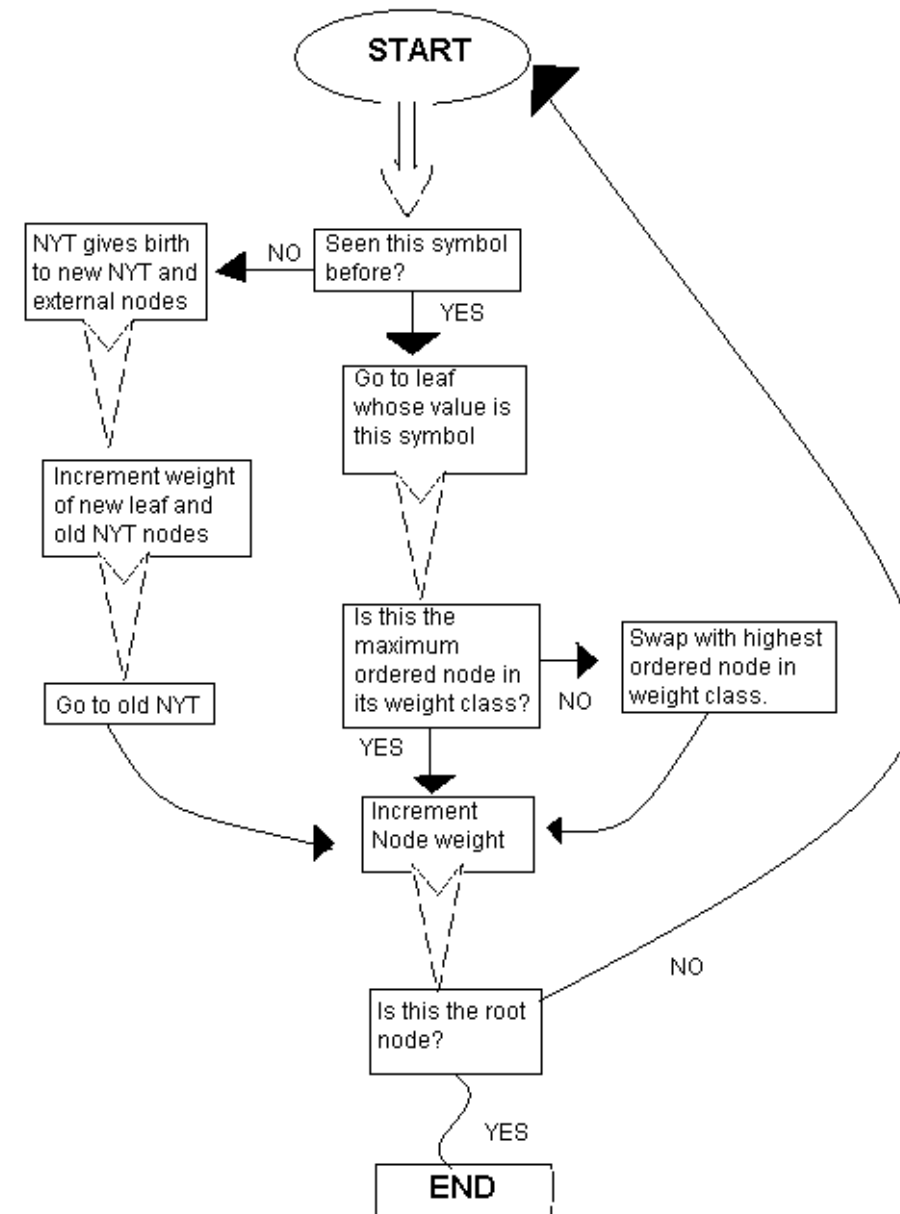 START
NYT gives birth
to new NYT and
external nodes
NO
Seen this symbol
before?
YES
Go to leaf
whose value is
this symbol
Increment weight
of new leaf and
old NYT nodes
Is this the
maximum
ordered node in
its weight class?
NO
Swap with highest
ordered node in
weight class.
Go to old NYT
YES
Increment
Node weight
NO
Is this the root
node?
YES
END